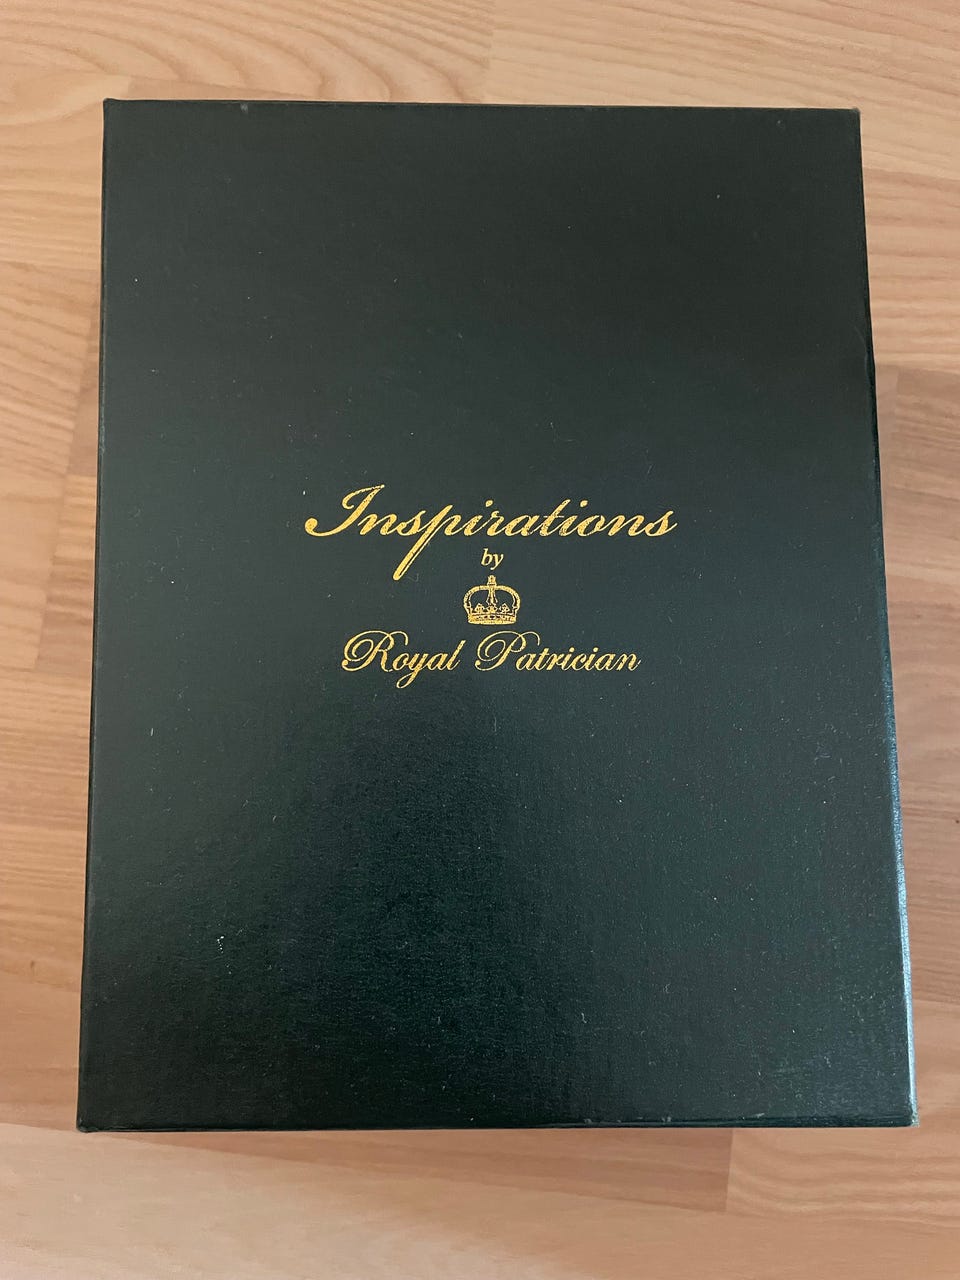 Inspirations
by
Royal Patrician